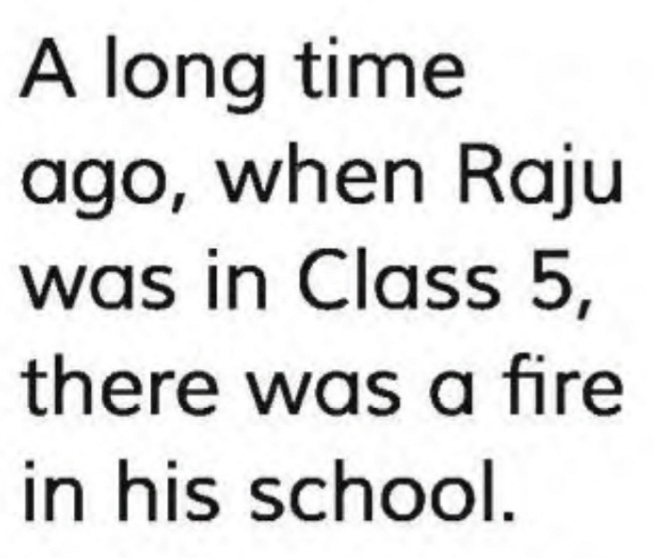 A long time
ago, when Raju
was in Class 5,
there was a fire
in his school.